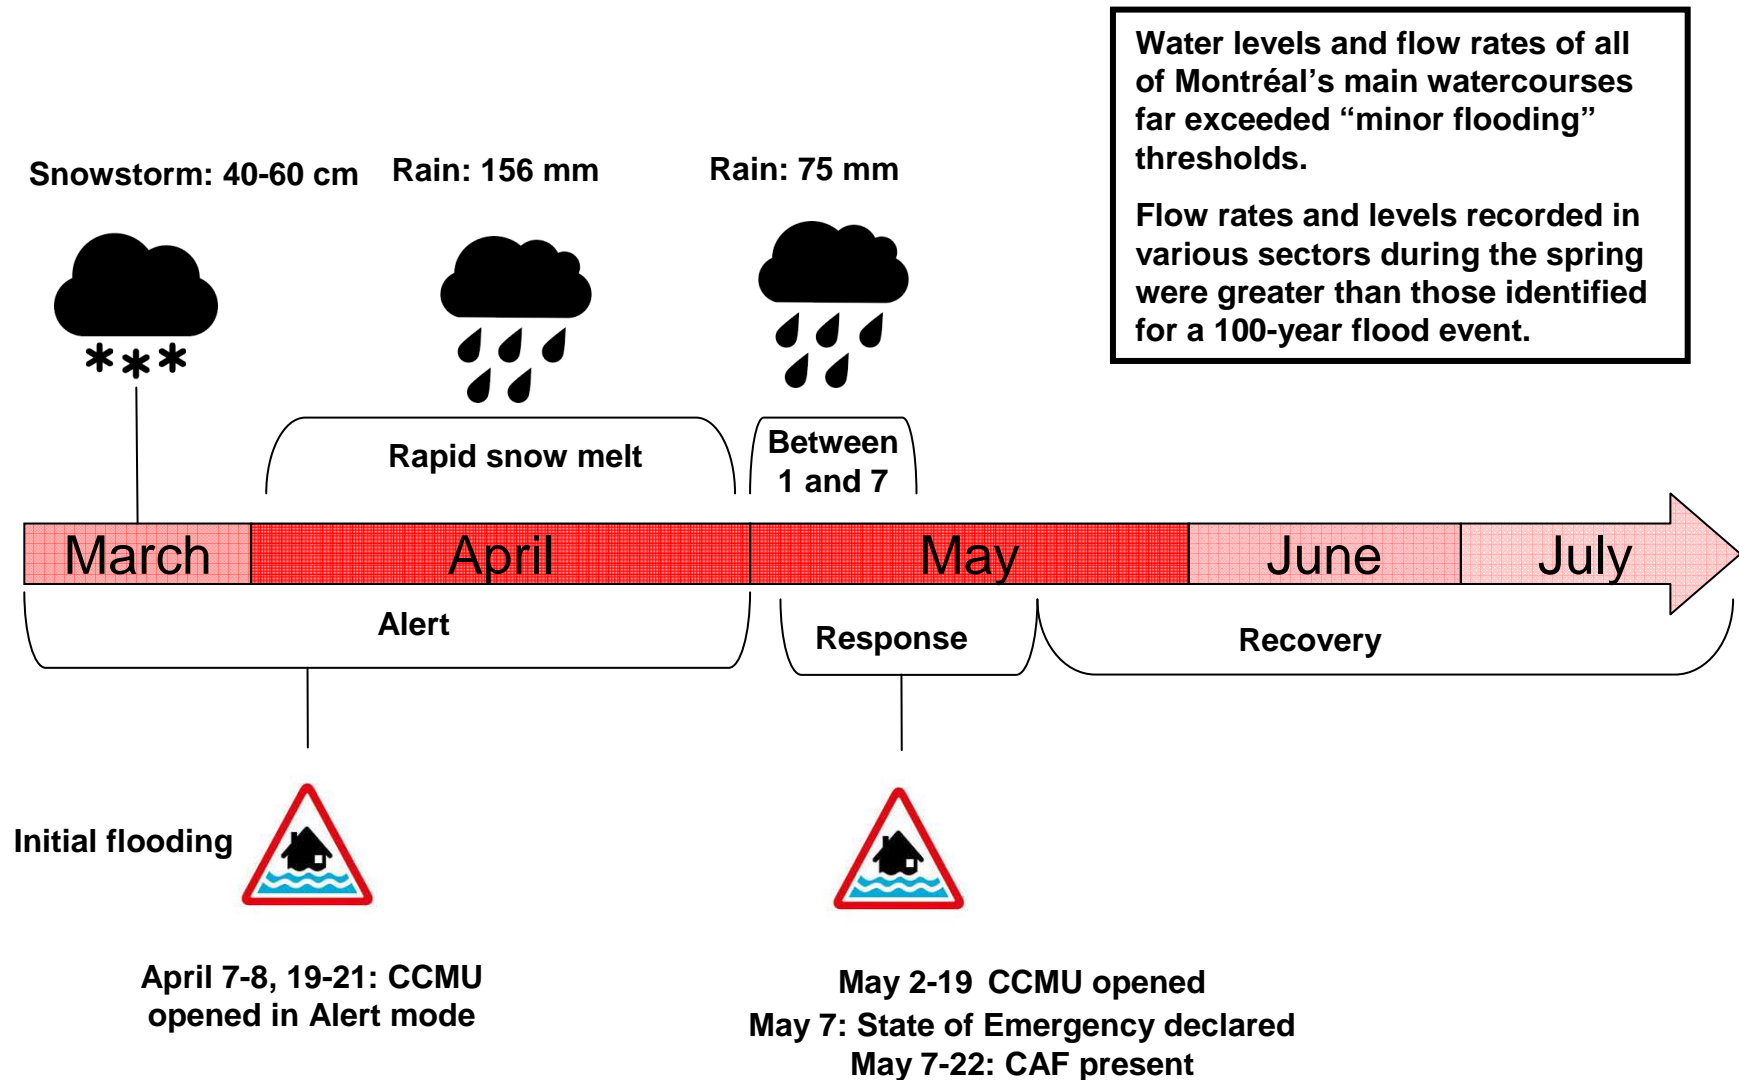 Water levels and flow rates of all
of Montréal’s main watercourses
far exceeded “minor flooding”
thresholds.
Flow rates and levels recorded in
various sectors during the spring
were greater than those identified
for a 100-year flood event.
Snowstorm: 40-60 cm
Rain: 156 mm
Rain: 75 mm
Rapid snow melt
Between
1 and 7
March
April
May
June
July
Alert
Response
Recovery
Initial flooding
April 7-8, 19-21: CCMU
opened in Alert mode
May 2-19 CCMU opened
May 7: State of Emergency declared
May 7-22: CAF present